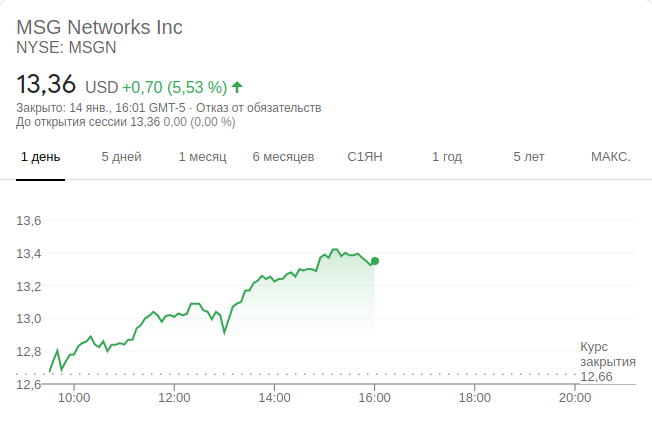 MSG Networks Inc
NYSE: MSGN
13,36 USD +0,70 (5,53 %)
Закрыто: 14 янв., 16:01 GMT-5 · Отказ от обязательств
До открытия сессии 13,36 0,00 (0,00 %)
1 день 5 дней 1 месяц 6 месяцев С1ЯН 1 год 5 лет МАКС.
13,6
13,4
13,2
13,0
12,8
12,6
Курс
закрытия
12,66
10:00 12:00 14:00 16:00 18:00 20:00